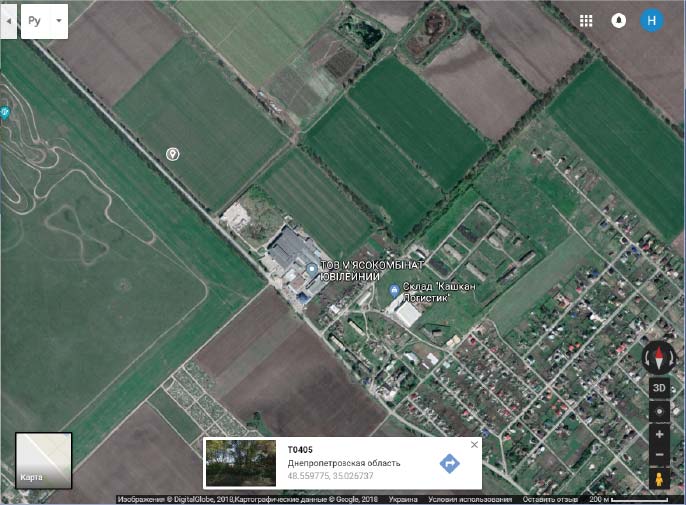 Ру
Н
ТОВ М'ЯСОКОМБІНАТ
ЮВІЛЕЙНИЙ
Склад "Кашкан
Логистик"
3D
Карта
T0405
Днепропетровская область
48.559775, 35.026737
Изображения © DigitalGlobe, 2018,Картографические данные © Google, 2018 Украина Условия использования Оставить отзыв 200 м